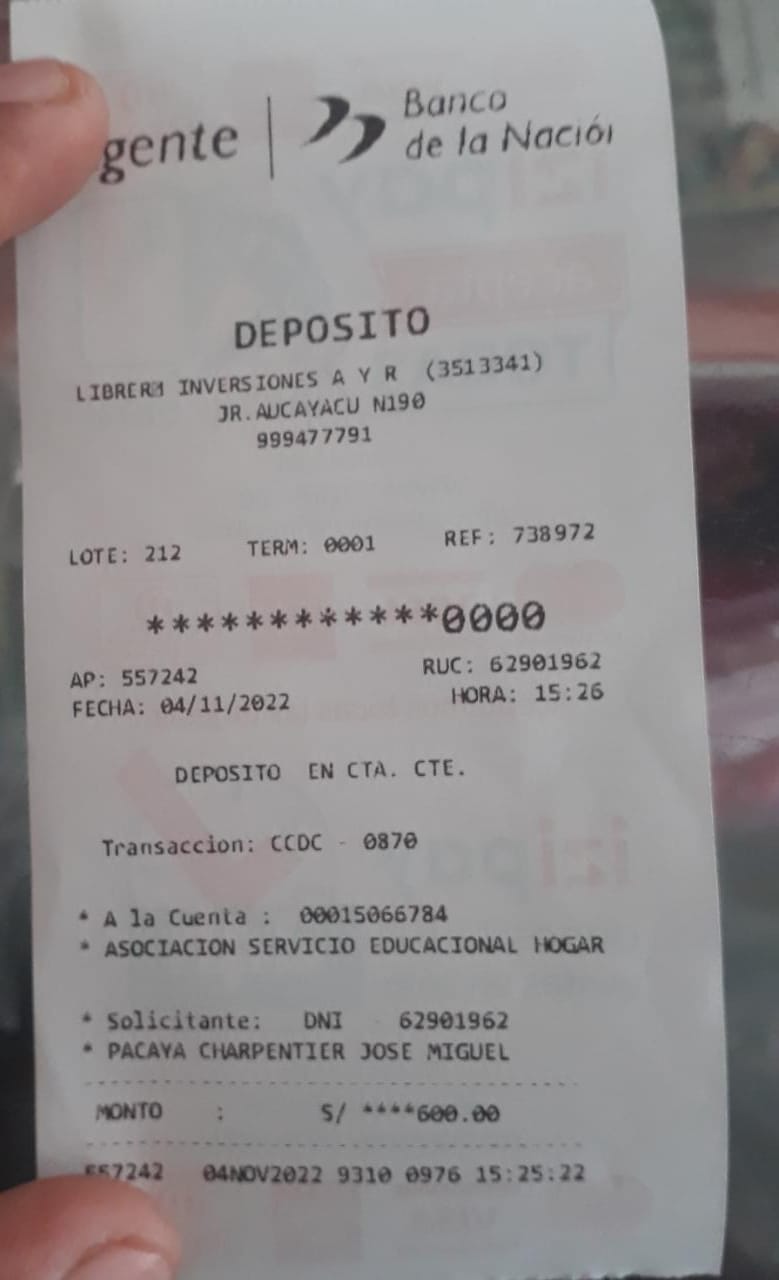 gente | Banco
de la Nación
DEPOSITO
LIBRERIA INVERSIONES A Y R (3513341)
JR.AUCAYACU N190
999477791
LOTE: 212 TERM: 0001 REF: 738972
************0000
AP: 557242 RUC: 62901962
FECHA: 04/11/2022 HORA: 15:26
DEPOSITO EN CTA. CTE.
Transaccion: CCDC - 0870
* A la Cuenta : 00015066784
* ASOCIACION SERVICIO EDUCACIONAL HOGAR
* Solicitante: DNI - 62901962
* PACAYA CHARPENTIER JOSE MIGUEL
MONTO : S/ ****600.00
557242 04NOV2022 9310 0976 15:25:22